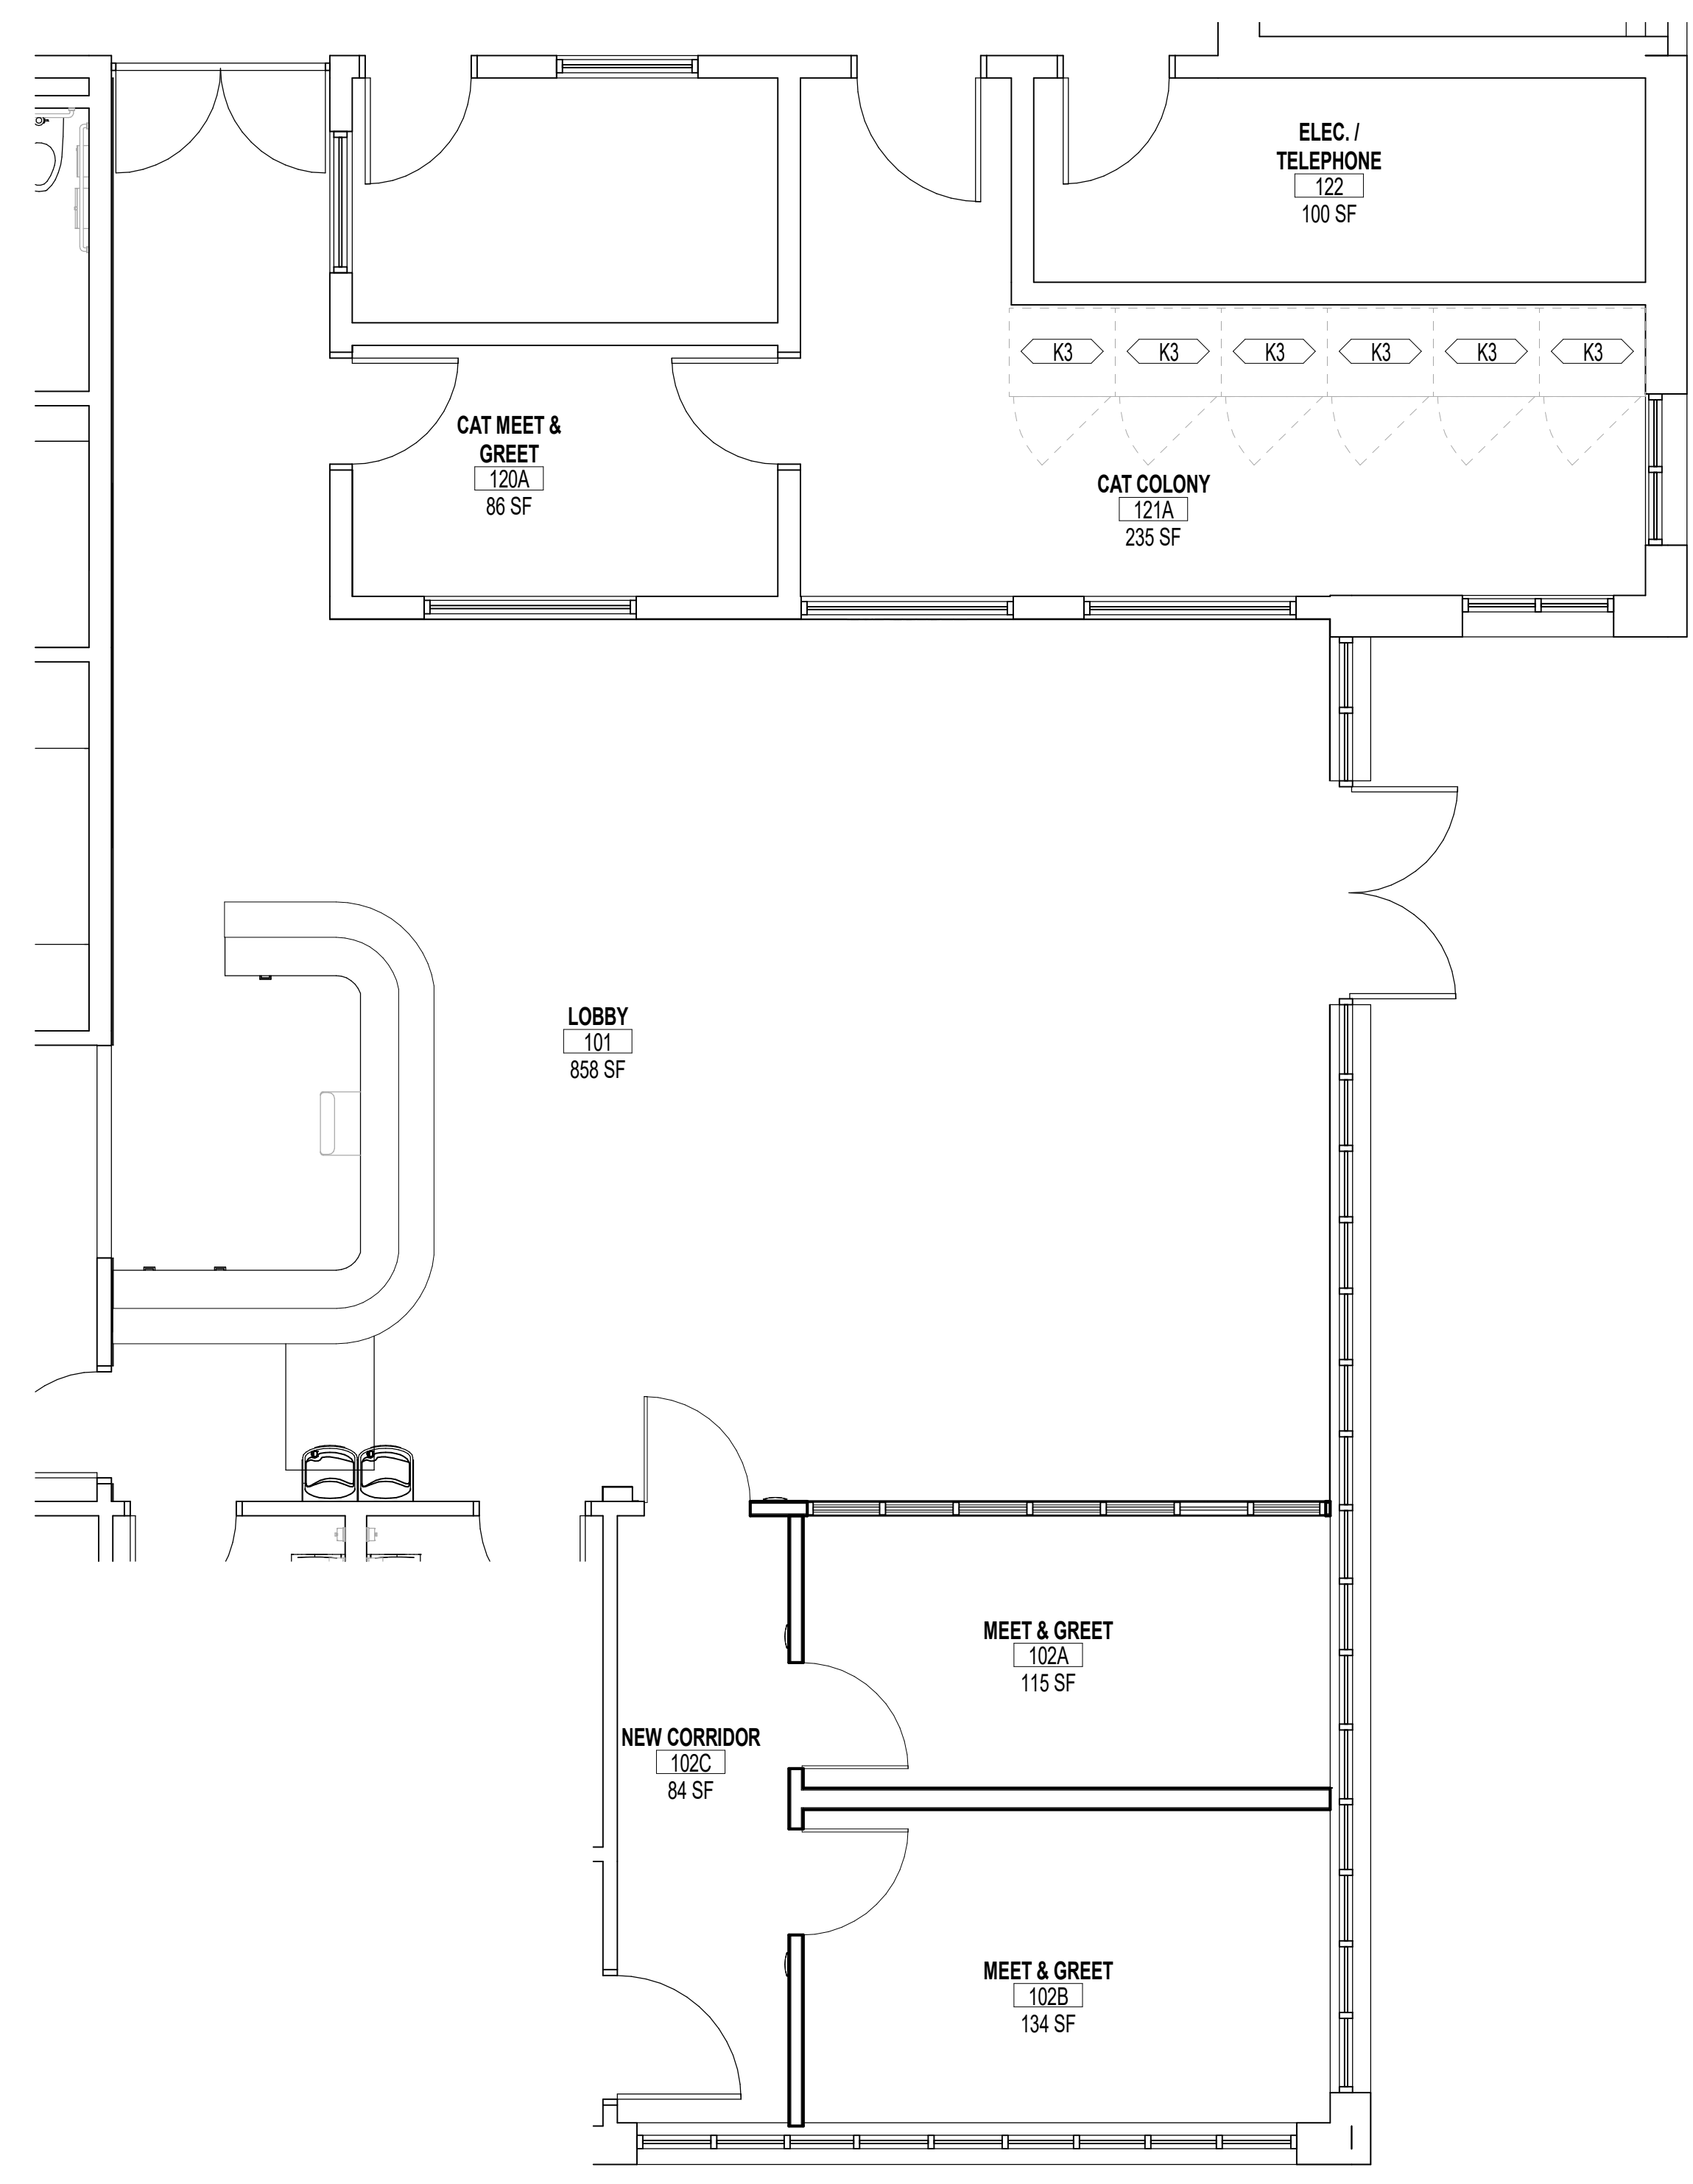 ELEC. /
TELEPHONE
122
100 SF
K3
K3
K3
K3
K3
K3
CAT MEET &
GREET
120A
86 SF
CAT COLONY
121A
235 SF
LOBBY
101
858 SF
MEET & GREET
102A
115 SF
NEW CORRIDOR
102C
84 SF
MEET & GREET
102B
134 SF